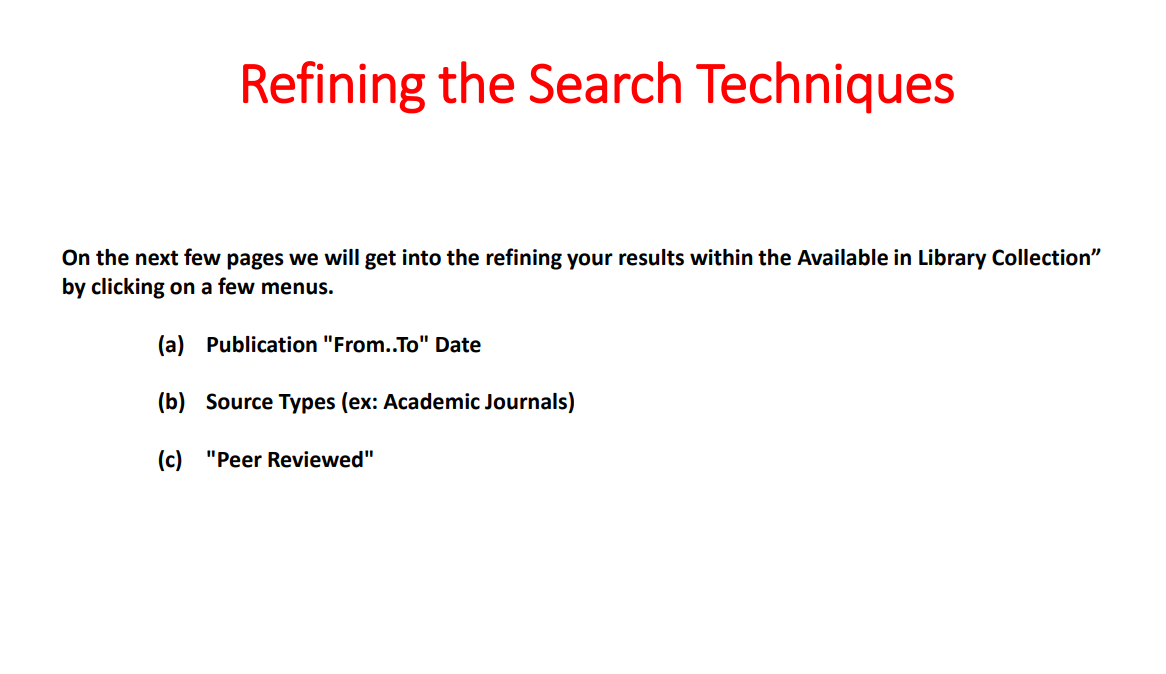 Refining the Search Techniques
On the next few pages we will get into the refining your results within the Available in Library Collection”
by clicking on a few menus.
(a) Publication "From..To" Date
(b) Source Types (ex: Academic Journals)
(c) "Peer Reviewed"